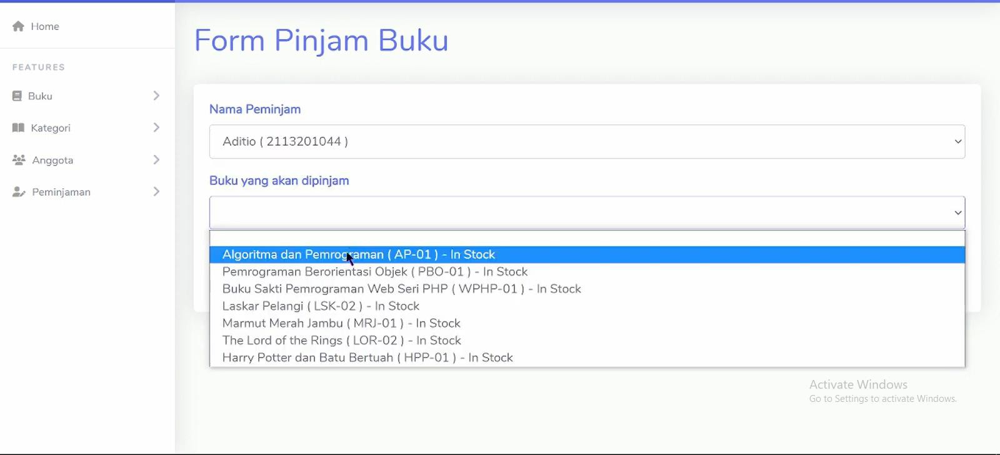 Home
FEATURES
Buku
Kategori
Anggota
Peminjaman
Form Pinjam Buku
Nama Peminjam
Aditio ( 2113201044 )
Buku yang akan dipinjam
Algoritma dan Pemrograman ( AP-01 ) - In Stock
Pemrograman Berorientasi Objek ( PBO-01 ) - In Stock
Buku Sakti Pemrograman Web Seri PHP ( WPHP-01 ) - In Stock
Laskar Pelangi ( LSK-02 ) - In Stock
Marmut Merah Jambu ( MRJ-01 ) - In Stock
The Lord of the Rings ( LOR-02 ) - In Stock
Harry Potter dan Batu Bertuah ( HPP-01 ) - In Stock
Activate Windows
Go to Settings to activate Windows.